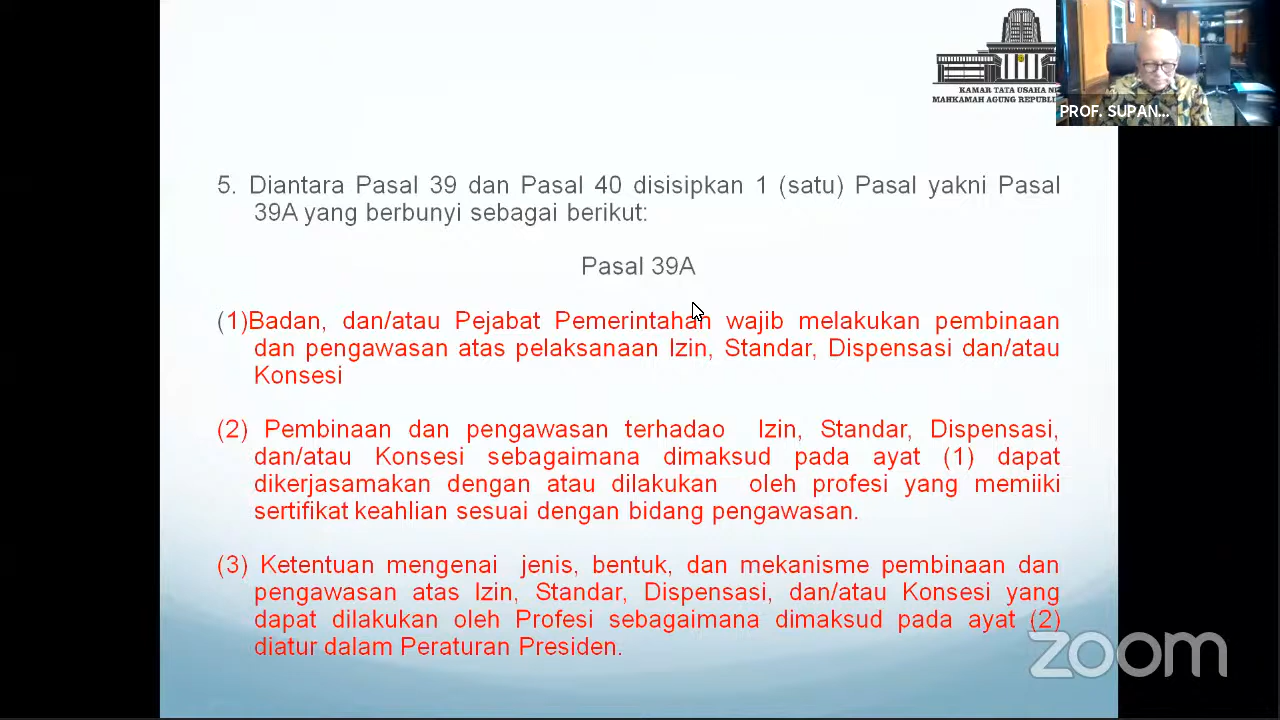 KAMAR TATA USAHA N
MAHKAMAH AGUNG REPUBL
PROF. SUPAN...
5. Diantara Pasal 39 dan Pasal 40 disisipkan 1 (satu) Pasal yakni Pasal
39A yang berbunyi sebagai berikut:
Pasal 39A
(1)Badan, dan/atau Pejabat Pemerintahan wajib melakukan pembinaan
dan pengawasan atas pelaksanaan Izin, Standar, Dispensasi dan/atau
Konsesi
(2) Pembinaan dan pengawasan terhadao Izin, Standar, Dispensasi,
dan/atau Konsesi sebagaimana dimaksud pada ayat (1) dapat
dikerjasamakan dengan atau dilakukan oleh profesi yang memiiki
sertifikat keahlian sesuai dengan bidang pengawasan.
(3) Ketentuan mengenai jenis, bentuk, dan mekanisme pembinaan dan
pengawasan atas Izin, Standar, Dispensasi, dan/atau Konsesi yang
dapat dilakukan oleh Profesi sebagaimana dimaksud pada ayat (2)
diatur dalam Peraturan Presiden.
zoom